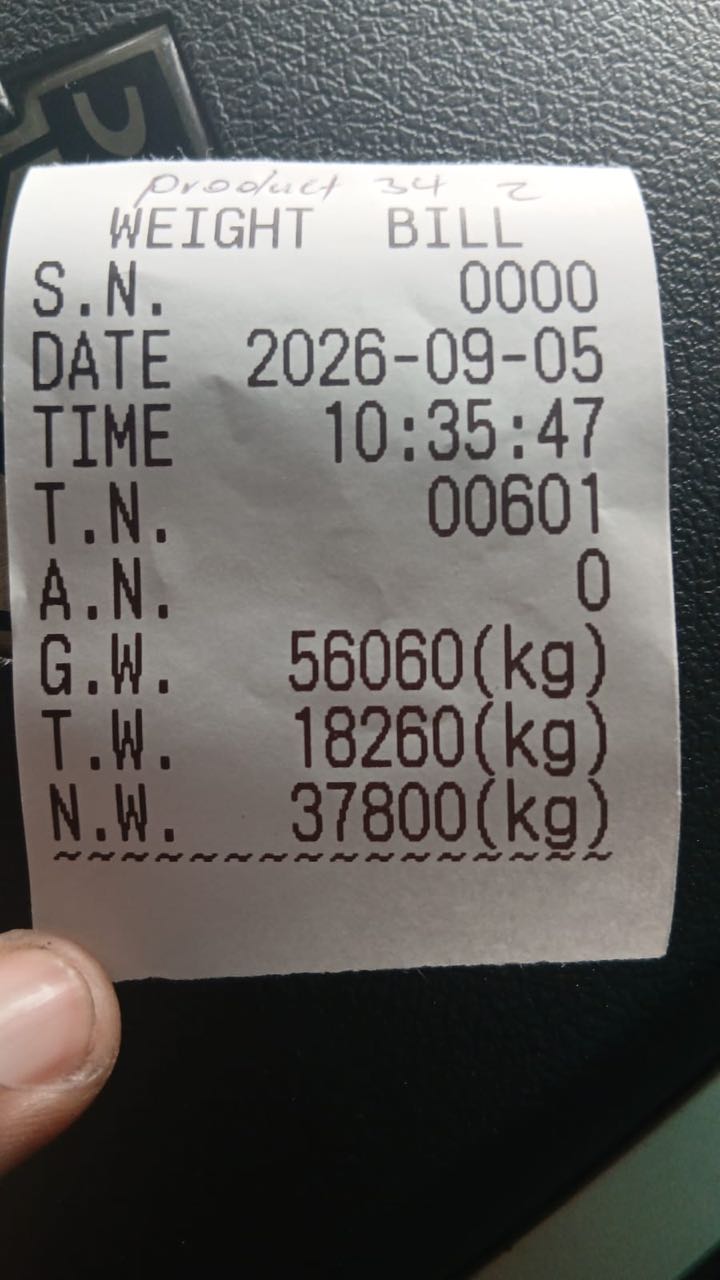 product 34 2
WEIGHT BILL
S.N. 0000
DATE 2026-09-05
TIME 10:35:47
T.N. 00601
A.N. 0
G.W. 56060(kg)
T.W. 18260(kg)
N.W. 37800(kg)
~~~~~~~~~~~~~~~~~